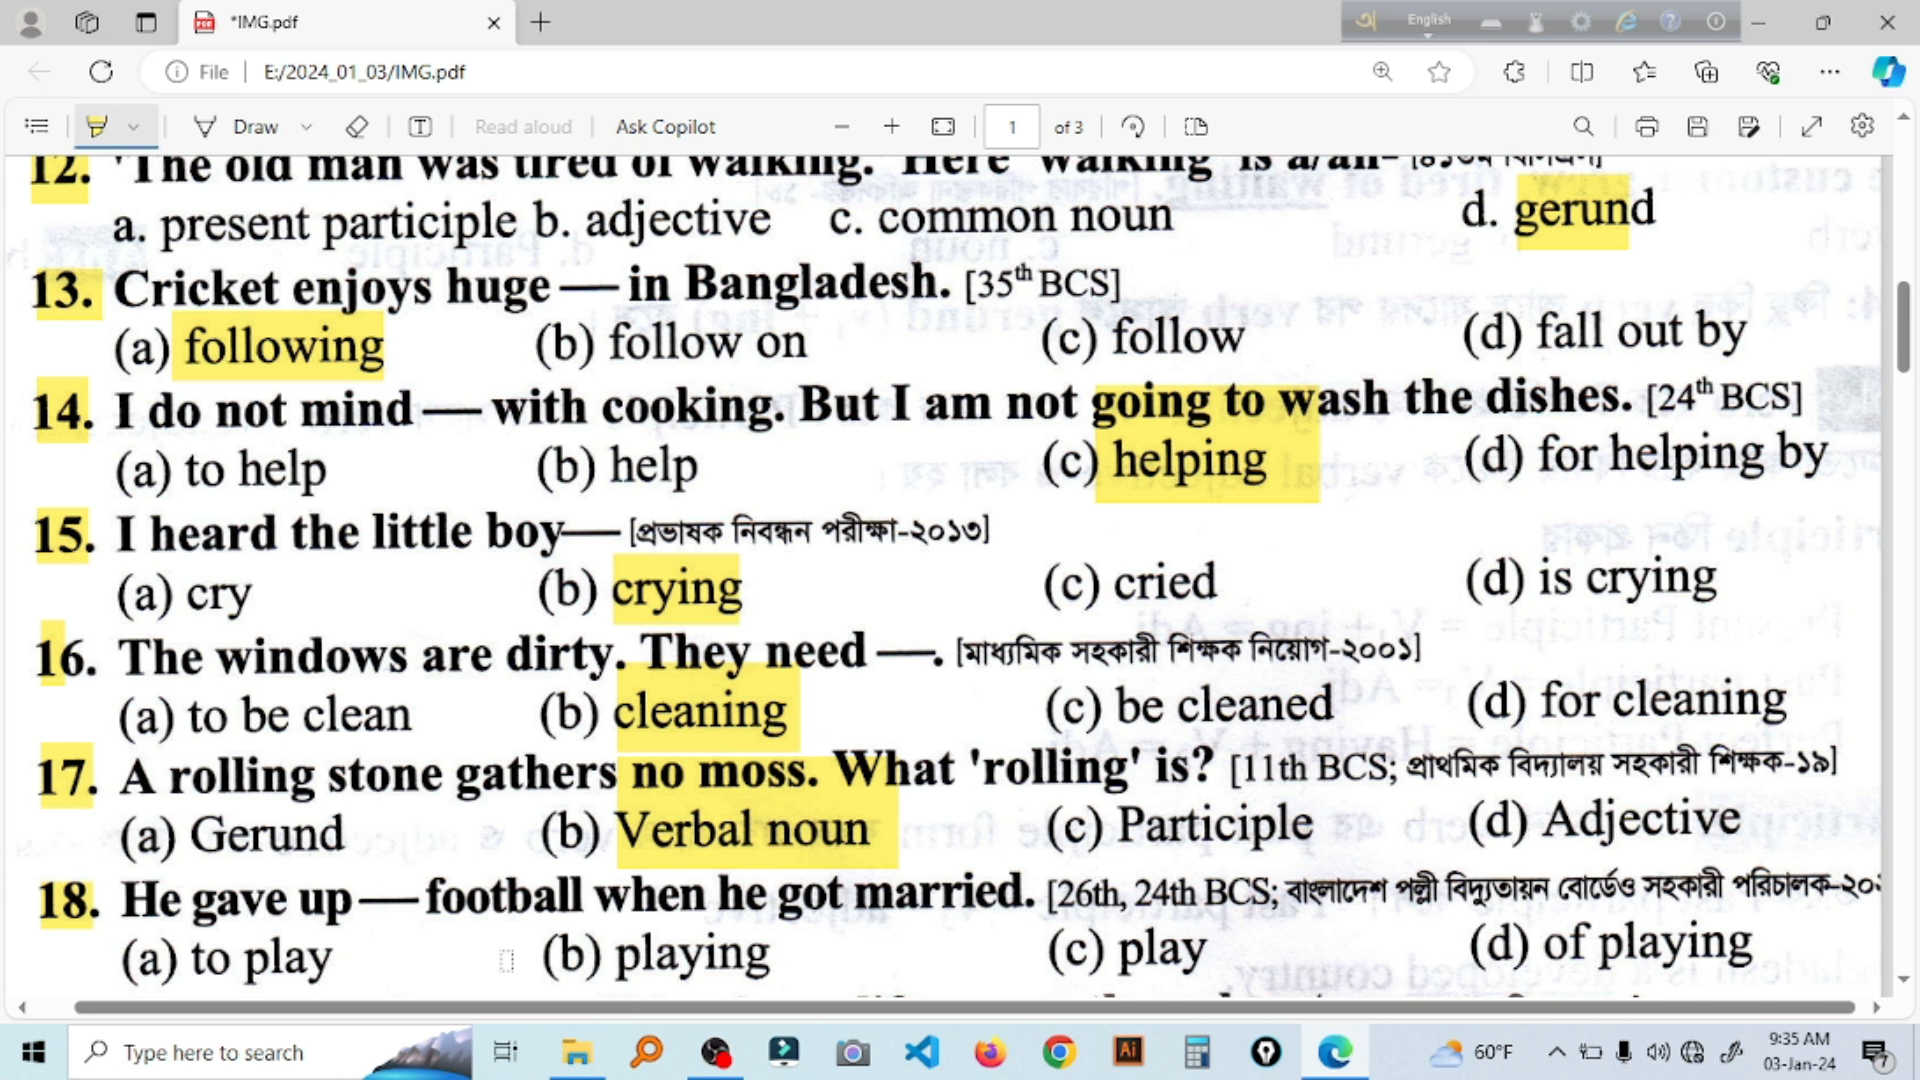 *IMG.pdf
English
File E:/2024_01_03/IMG.pdf
Draw Read aloud Ask Copilot 1 of 3
12. 'The old man was tired of walking.' Here 'walking' is a/an-
a. present participle b. adjective c. common noun d. gerund
13. Cricket enjoys huge — in Bangladesh. [35th BCS]
(a) following (b) follow on (c) follow (d) fall out by
14. I do not mind — with cooking. But I am not going to wash the dishes. [24th BCS]
(a) to help (b) help (c) helping (d) for helping by
15. I heard the little boy— [প্রভাষক নিবন্ধন পরীক্ষা-২০১৩]
(a) cry (b) crying (c) cried (d) is crying
16. The windows are dirty. They need —. [মাধ্যমিক সহকারী শিক্ষক নিয়োগ-২০০১]
(a) to be clean (b) cleaning (c) be cleaned (d) for cleaning
17. A rolling stone gathers no moss. What 'rolling' is? [11th BCS; প্রাথমিক বিদ্যালয় সহকারী শিক্ষক-১৯]
(a) Gerund (b) Verbal noun (c) Participle (d) Adjective
18. He gave up — football when he got married. [26th, 24th BCS; বাংলাদেশ পল্লী বিদ্যুতায়ন বোর্ডেও সহকারী পরিচালক-২০
(a) to play (b) playing (c) play (d) of playing
Type here to search
Ai
60°F
9:35 AM
03-Jan-24
7